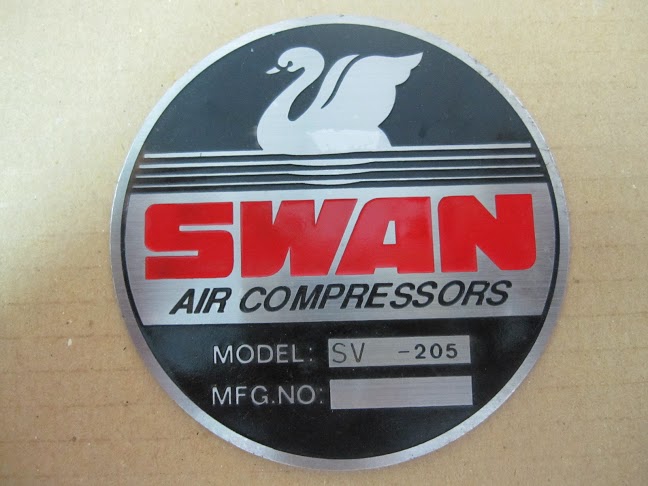 SWAN
AIR COMPRESSORS
MODEL: SV -205
MFG.NO: